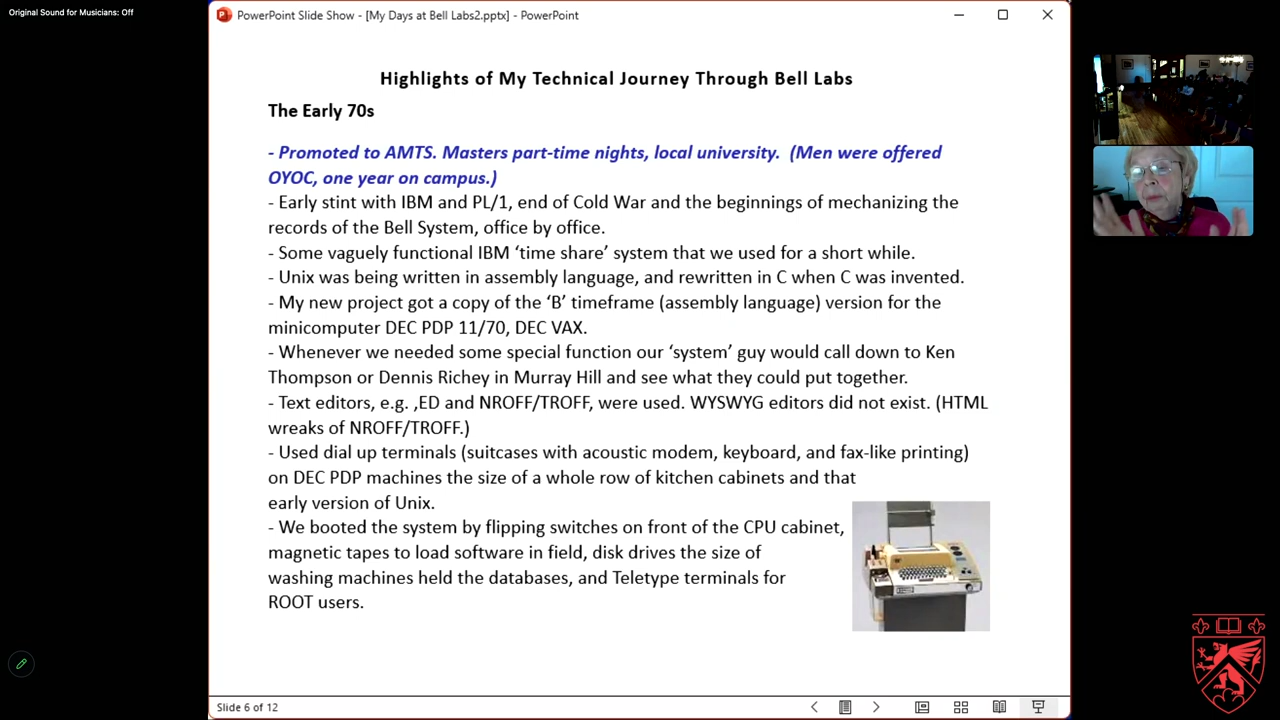 Original Sound for Musicians: Off
PowerPoint Slide Show - [My Days at Bell Labs2.pptx] - PowerPoint
Highlights of My Technical Journey Through Bell Labs
The Early 70s
- Promoted to AMTS. Masters part-time nights, local university. (Men were offered
OYOC, one year on campus.)
- Early stint with IBM and PL/1, end of Cold War and the beginnings of mechanizing the
records of the Bell System, office by office.
- Some vaguely functional IBM ‘time share’ system that we used for a short while.
- Unix was being written in assembly language, and rewritten in C when C was invented.
- My new project got a copy of the ‘B’ timeframe (assembly language) version for the
minicomputer DEC PDP 11/70, DEC VAX.
- Whenever we needed some special function our ‘system’ guy would call down to Ken
Thompson or Dennis Richey in Murray Hill and see what they could put together.
- Text editors, e.g. ,ED and NROFF/TROFF, were used. WYSWYG editors did not exist. (HTML
wreaks of NROFF/TROFF.)
- Used dial up terminals (suitcases with acoustic modem, keyboard, and fax-like printing)
on DEC PDP machines the size of a whole row of kitchen cabinets and that
early version of Unix.
- We booted the system by flipping switches on front of the CPU cabinet,
magnetic tapes to load software in field, disk drives the size of
washing machines held the databases, and Teletype terminals for
ROOT users.
Slide 6 of 12